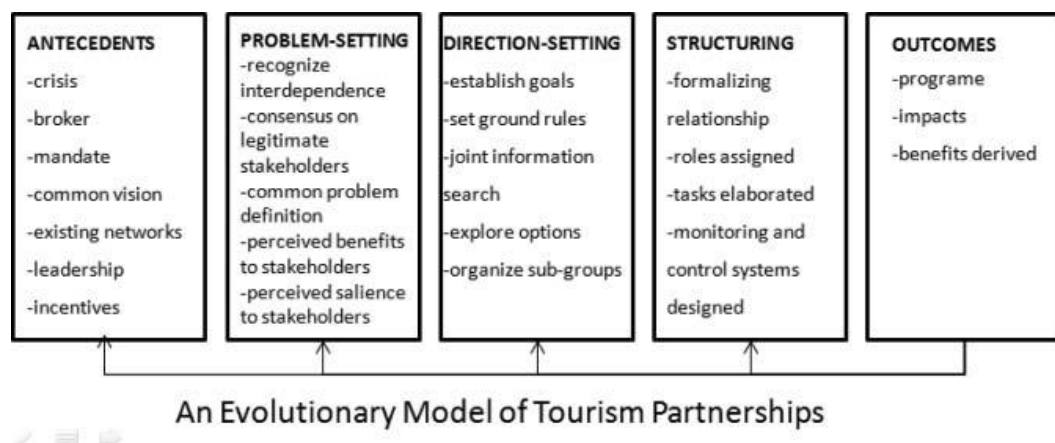 ANTECEDENTS
-crisis
-broker
-mandate
-common vision
-existing networks
-leadership
-incentives
PROBLEM-SETTING
-recognize
interdependence
-consensus on
legitimate
stakeholders
-common problem
definition
-perceived benefits
to stakeholders
-perceived salience
to stakeholders
DIRECTION-SETTING
-establish goals
-set ground rules
-joint information
search
-explore options
-organize sub-groups
STRUCTURING
-formalizing
relationship
-roles assigned
-tasks elaborated
-monitoring and
control systems
designed
OUTCOMES
-programe
-impacts
-benefits derived
An Evolutionary Model of Tourism Partnerships